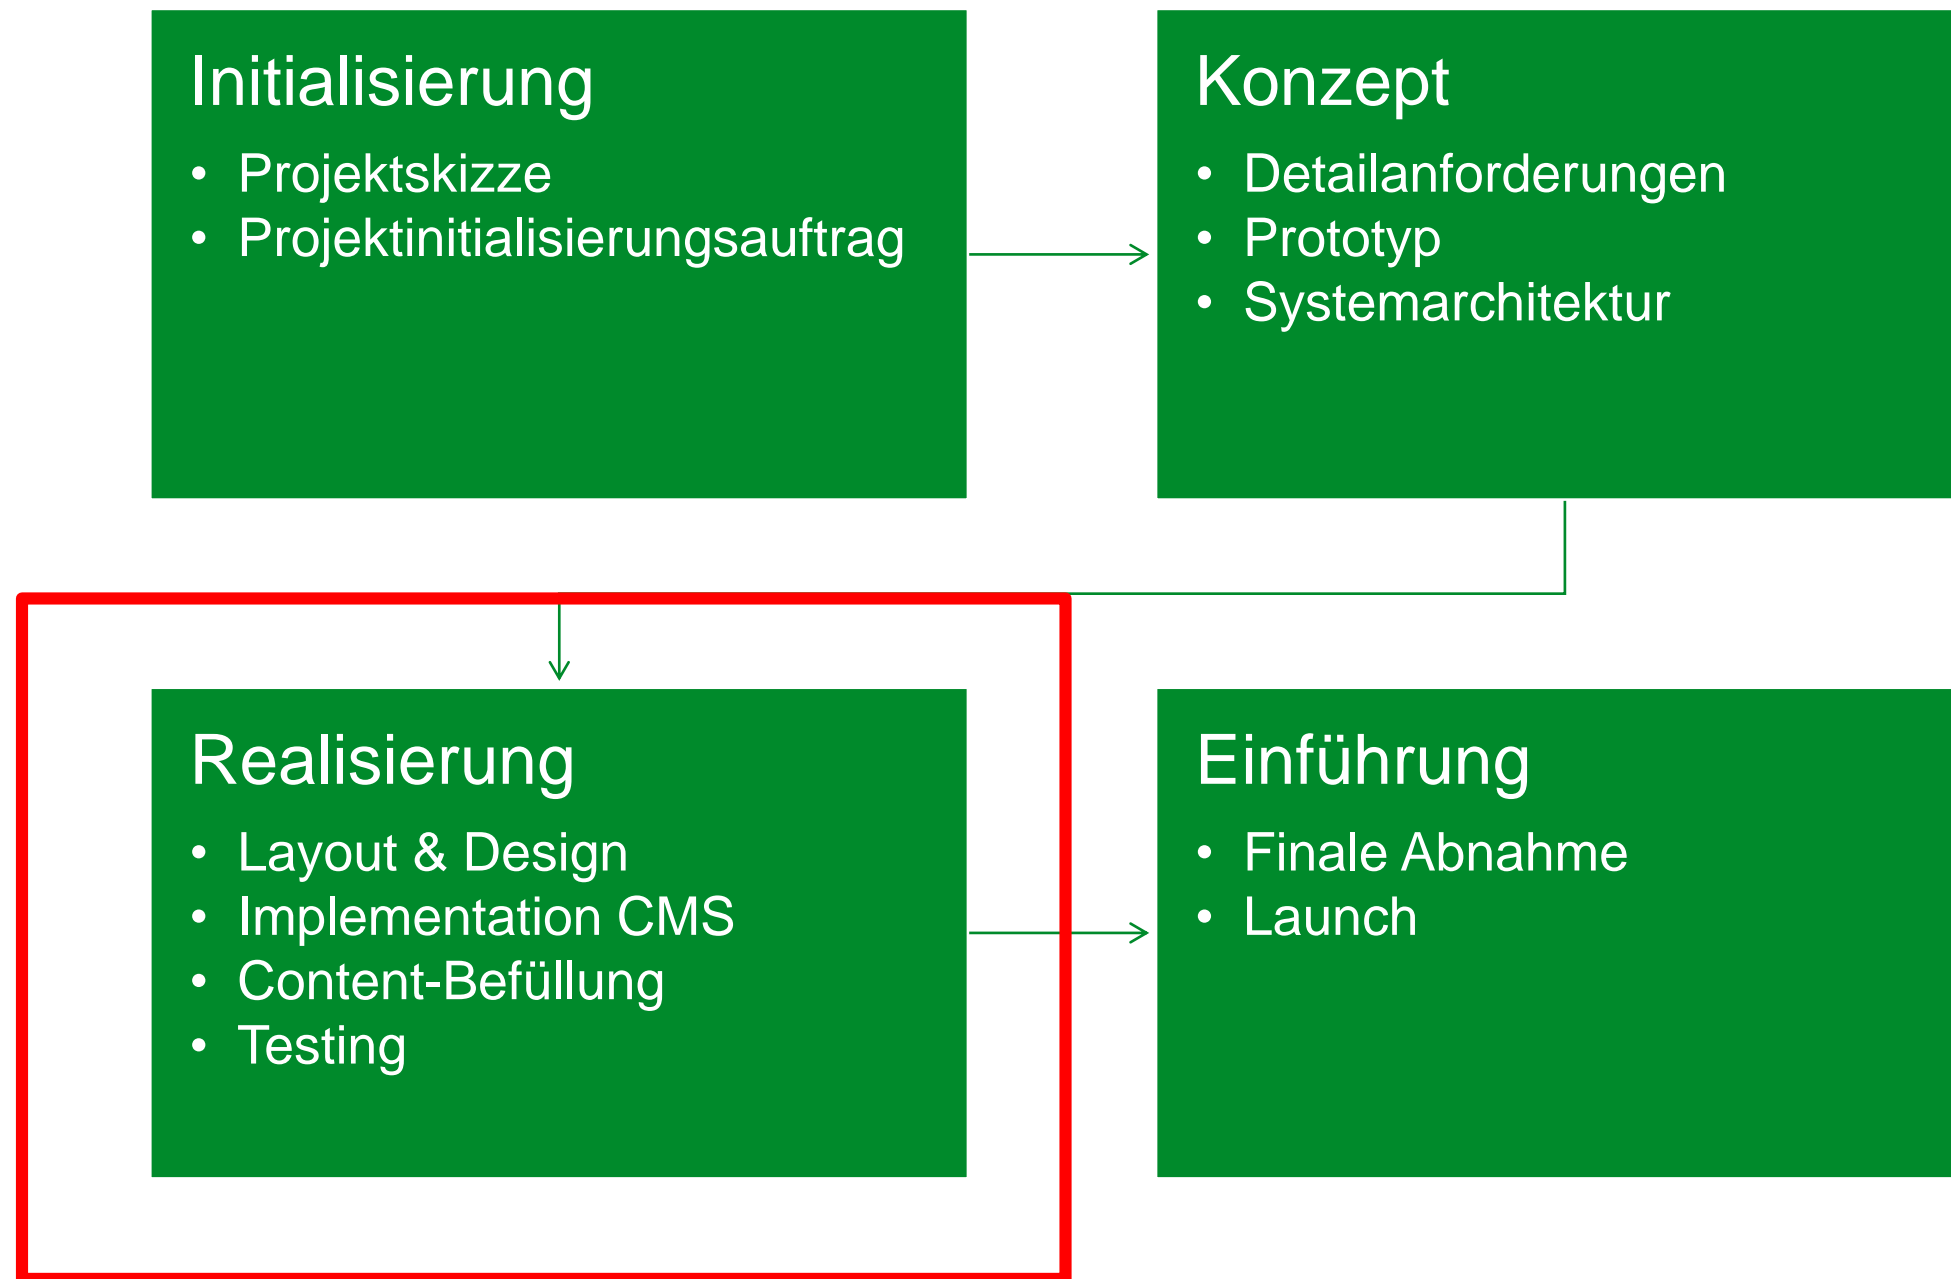 Initialisierung
• Projektskizze
• Projektinitialisierungsauftrag
Konzept
• Detailanforderungen
• Prototyp
• Systemarchitektur
Realisierung
• Layout & Design
• Implementation CMS
• Content-Befüllung
• Testing
Einführung
• Finale Abnahme
• Launch